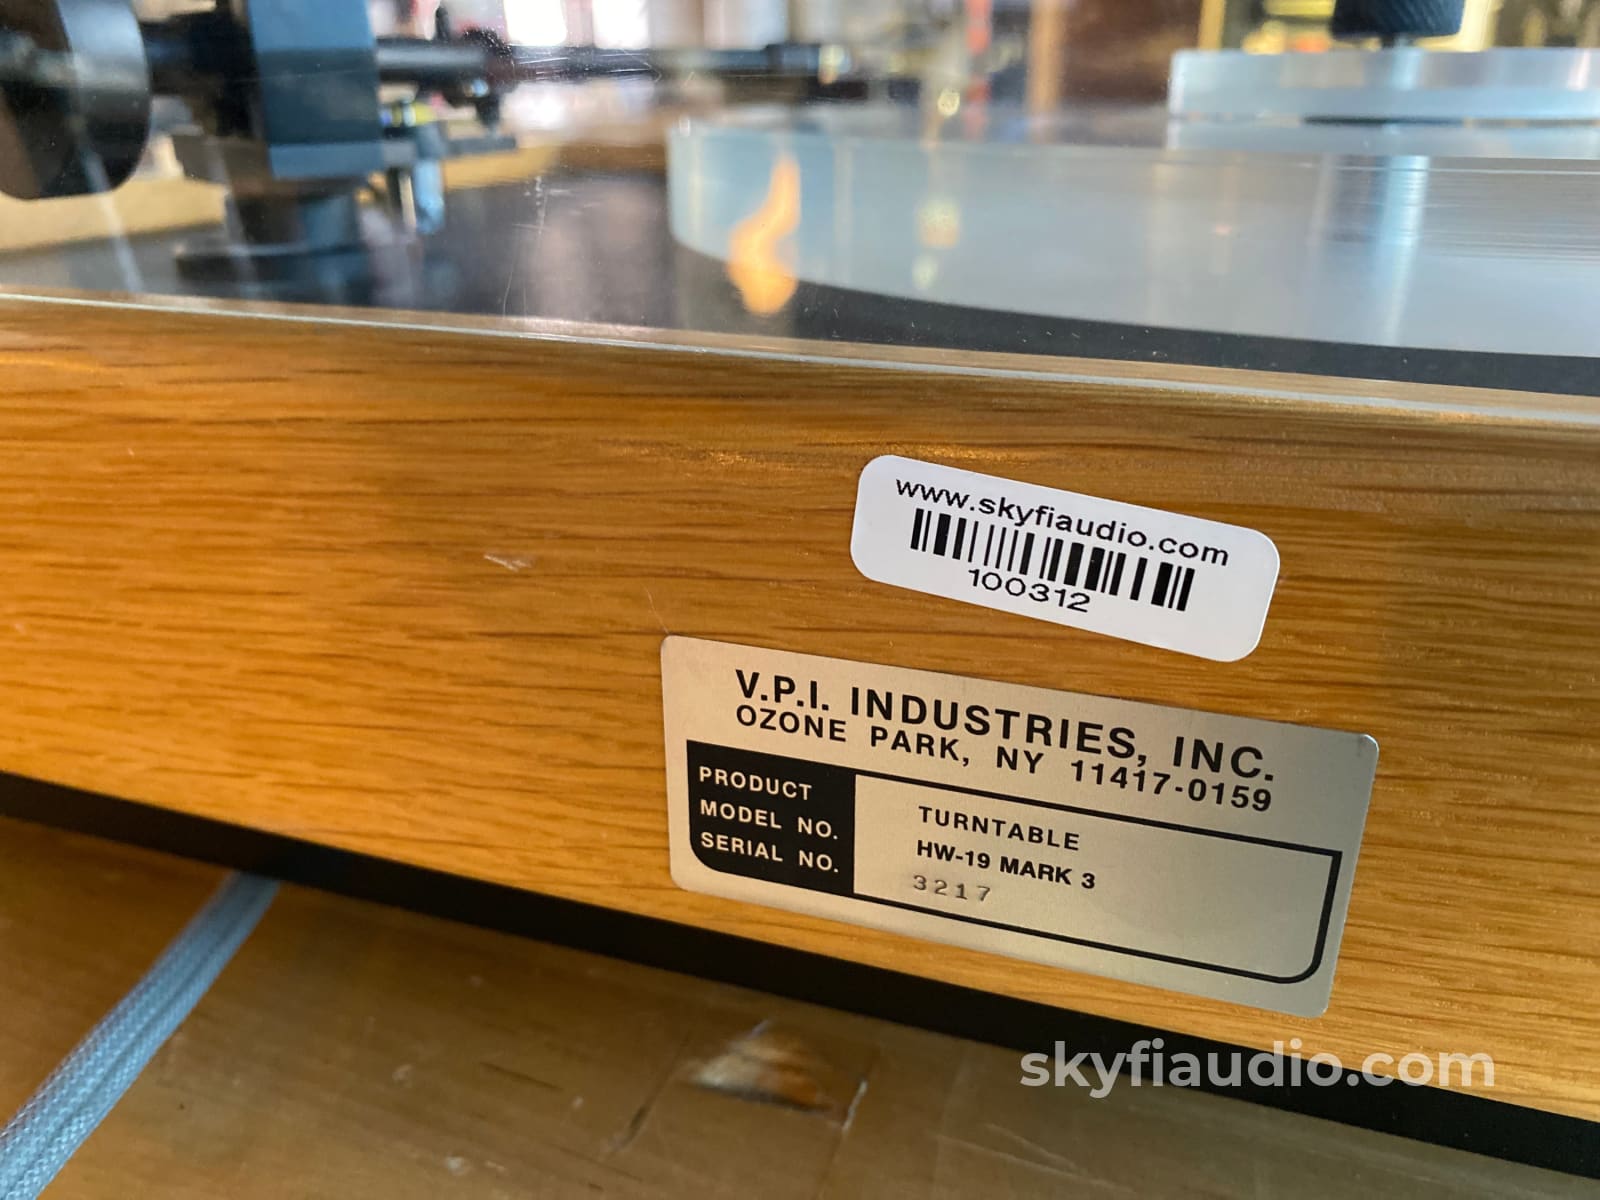 www.skyfiaudio.com
100312
V.P.I. INDUSTRIES, INC.
OZONE PARK, NY 11417-0159
PRODUCT TURNTABLE
MODEL NO. HW-19 MARK 3
SERIAL NO. 3217
skyfiaudio.com